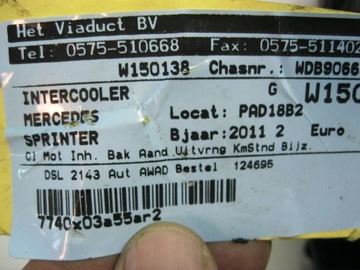 Het Viaduct BV
Tel: 0575-510668 Fax: 0575-511402
W150138 Chasnr.: WDB9066
INTERCOOLER G W150
MERCEDES Locat: PAD18B2
SPRINTER Bjaar: 2011 2 Euro
Cl Mot Inh. Bak Aand Uitvrng KmStnd Bijz.
DSL 2143 Aut AWAD Bestel 124695
7740x03a55ar2